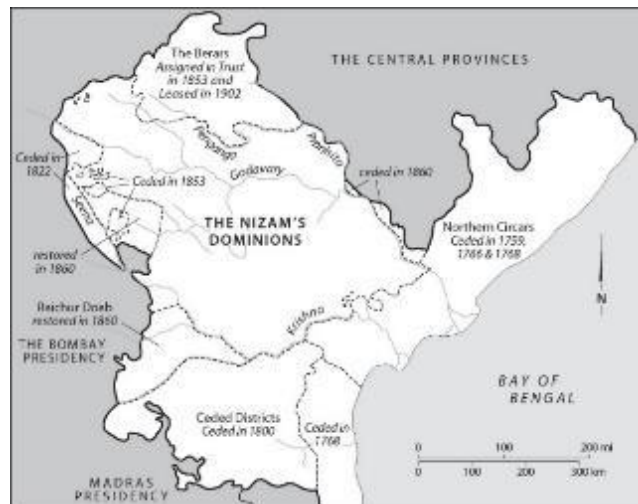 The Berars
Assigned in Trust
in 1853 and
Leased in 1902
THE CENTRAL PROVINCES
Penganga
Pranhita
Ceded in
1822
Godavary
ceded in 1860
Ceded in 1853
Seena
THE NIZAM'S
DOMINIONS
Northern Circars
Ceded in 1759,
1766 & 1768
restored
in 1860
N
Reichur Doab
restored in 1860
Krishna
THE BOMBAY
PRESIDENCY
BAY OF
BENGAL
Ceded Districts
Ceded in 1800
Ceded in
1768
0 100 200 mi
0 100 200 300 km
MADRAS
PRESIDENCY